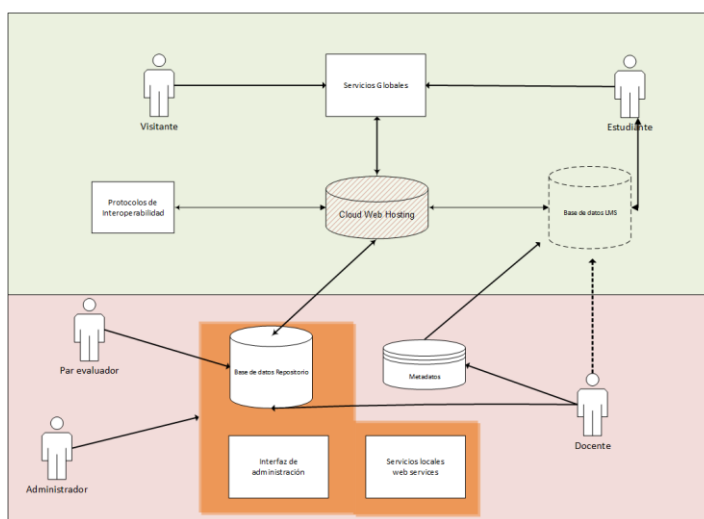 Servicios Globales
Visitante
Estudiante
Protocolos de
Interoperabilidad
Cloud Web Hosting
Base de datos LMS
Par evaluador
Base de datos Repositorio
Metadatos
Docente
Interfaz de
administración
Servicios locales
web services
Administrador